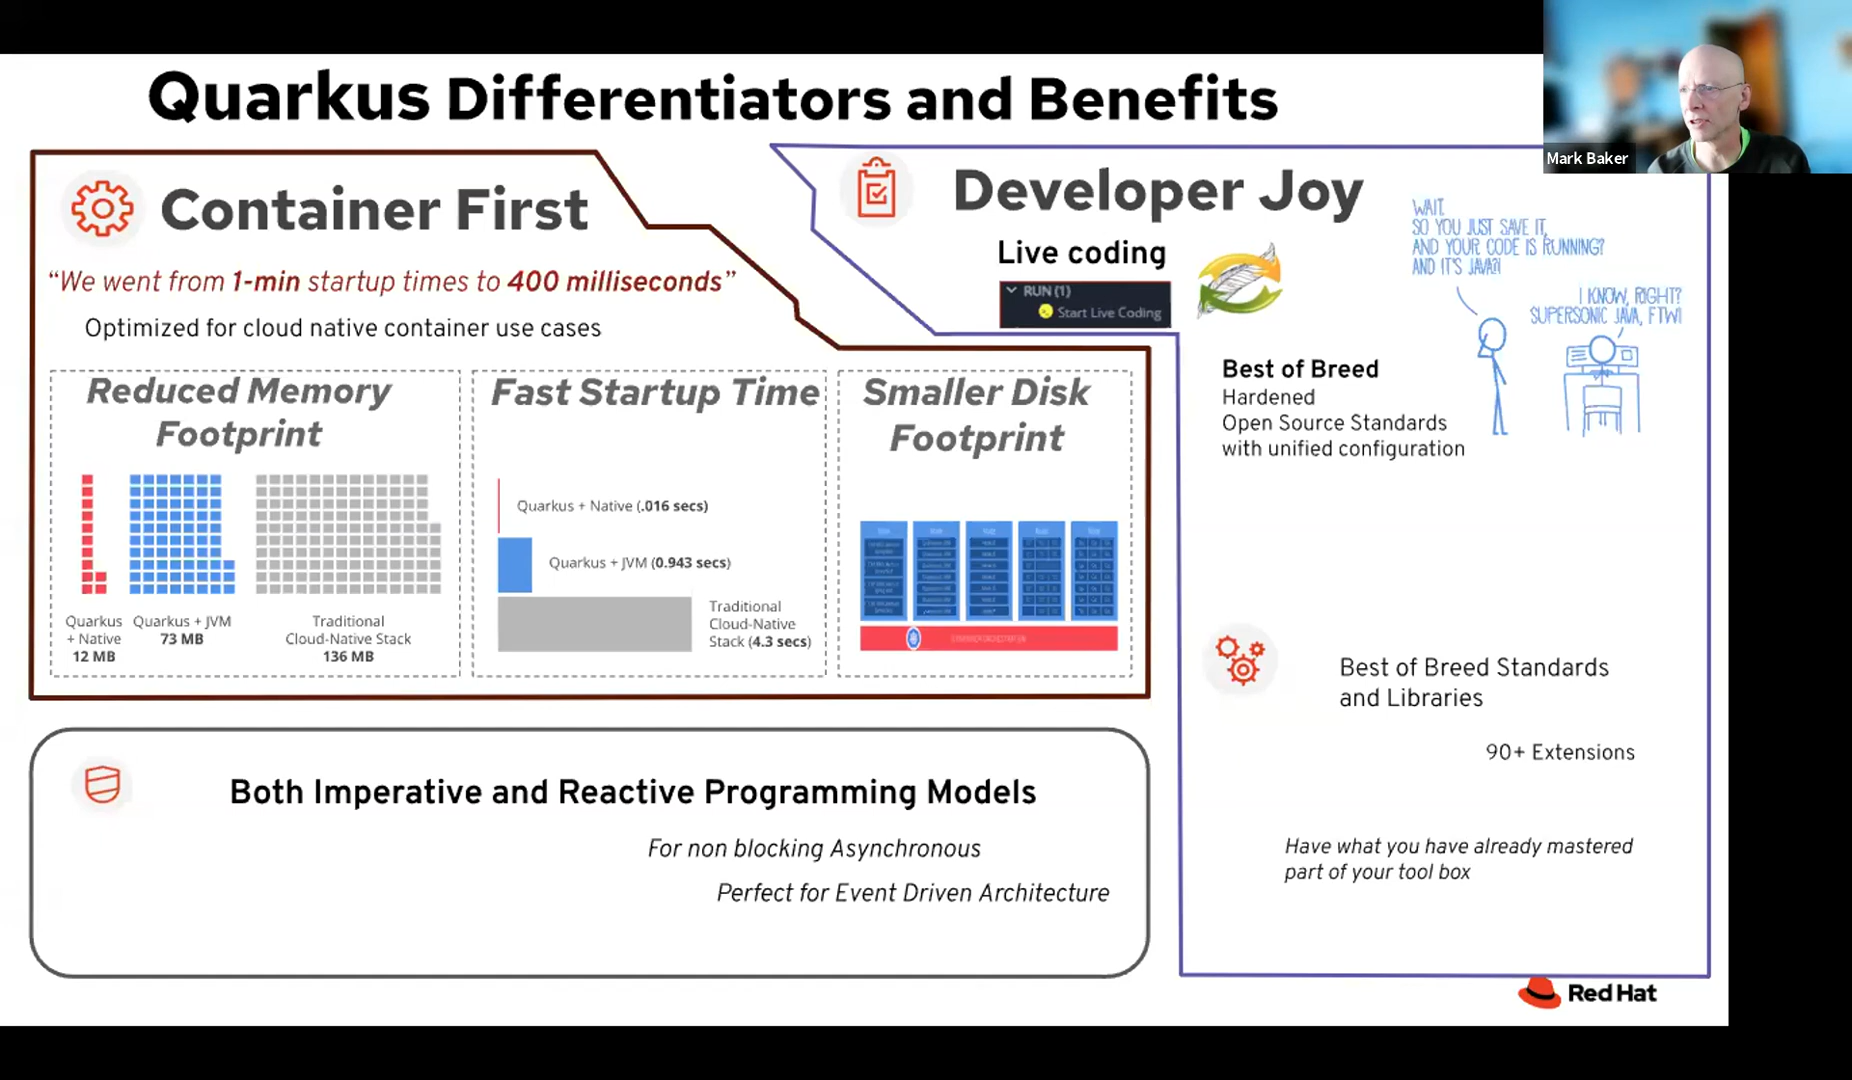 Quarkus Differentiators and Benefits
Mark Baker
Container First
“We went from 1-min startup times to 400 milliseconds”
Optimized for cloud native container use cases
Reduced Memory
Footprint
Quarkus
+ Native
12 MB
Quarkus + JVM
73 MB
Traditional
Cloud-Native Stack
136 MB
Fast Startup Time
Quarkus + Native (.016 secs)
Quarkus + JVM (0.943 secs)
Traditional
Cloud-Native
Stack (4.3 secs)
Smaller Disk
Footprint
Developer Joy
Live coding
RUN (1)
Start Live Coding
WAIT.
SO YOU JUST SAVE IT,
AND YOUR CODE IS RUNNING?
AND IT'S JAVA?!
I KNOW, RIGHT?
SUPERSONIC JAVA, FTW!
Best of Breed
Hardened
Open Source Standards
with unified configuration
Best of Breed Standards
and Libraries
90+ Extensions
Have what you have already mastered
part of your tool box
Both Imperative and Reactive Programming Models
For non blocking Asynchronous
Perfect for Event Driven Architecture
Red Hat